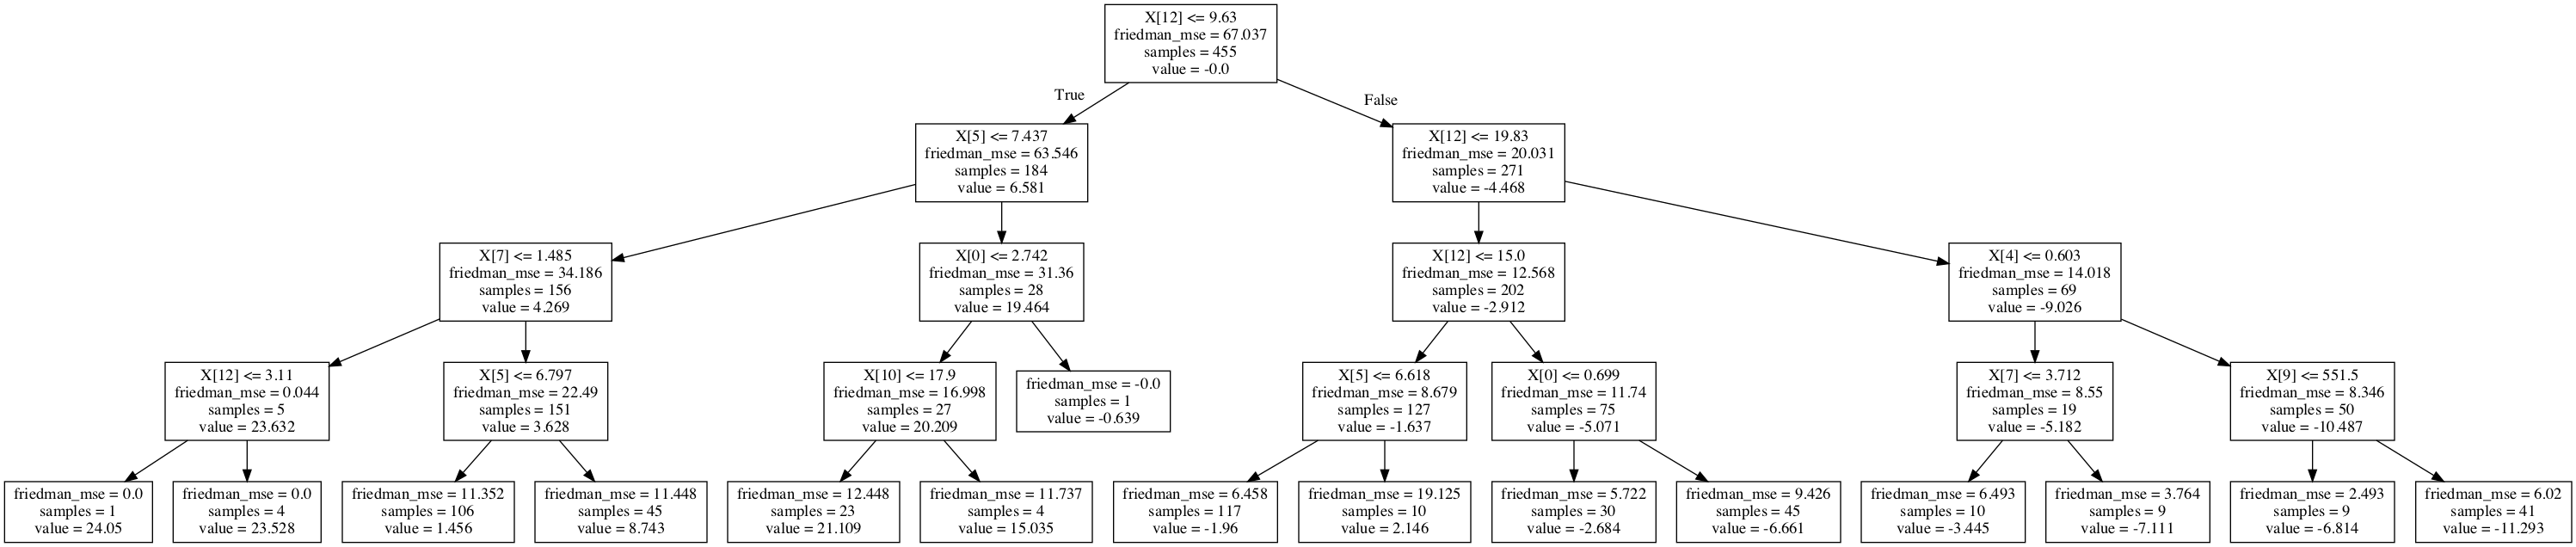 X[12] <= 9.63
friedman_mse = 67.037
samples = 455
value = -0.0
True
False
X[5] <= 7.437
friedman_mse = 63.546
samples = 184
value = 6.581
X[12] <= 19.83
friedman_mse = 20.031
samples = 271
value = -4.468
X[7] <= 1.485
friedman_mse = 34.186
samples = 156
value = 4.269
X[0] <= 2.742
friedman_mse = 31.36
samples = 28
value = 19.464
X[12] <= 15.0
friedman_mse = 12.568
samples = 202
value = -2.912
X[4] <= 0.603
friedman_mse = 14.018
samples = 69
value = -9.026
X[12] <= 3.11
friedman_mse = 0.044
samples = 5
value = 23.632
X[5] <= 6.797
friedman_mse = 22.49
samples = 151
value = 3.628
X[10] <= 17.9
friedman_mse = 16.998
samples = 27
value = 20.209
friedman_mse = -0.0
samples = 1
value = -0.639
X[5] <= 6.618
friedman_mse = 8.679
samples = 127
value = -1.637
X[0] <= 0.699
friedman_mse = 11.74
samples = 75
value = -5.071
X[7] <= 3.712
friedman_mse = 8.55
samples = 19
value = -5.182
X[9] <= 551.5
friedman_mse = 8.346
samples = 50
value = -10.487
friedman_mse = 0.0
samples = 1
value = 24.05
friedman_mse = 0.0
samples = 4
value = 23.528
friedman_mse = 11.352
samples = 106
value = 1.456
friedman_mse = 11.448
samples = 45
value = 8.743
friedman_mse = 12.448
samples = 23
value = 21.109
friedman_mse = 11.737
samples = 4
value = 15.035
friedman_mse = 6.458
samples = 117
value = -1.96
friedman_mse = 19.125
samples = 10
value = 2.146
friedman_mse = 5.722
samples = 30
value = -2.684
friedman_mse = 9.426
samples = 45
value = -6.661
friedman_mse = 6.493
samples = 10
value = -3.445
friedman_mse = 3.764
samples = 9
value = -7.111
friedman_mse = 2.493
samples = 9
value = -6.814
friedman_mse = 6.02
samples = 41
value = -11.293